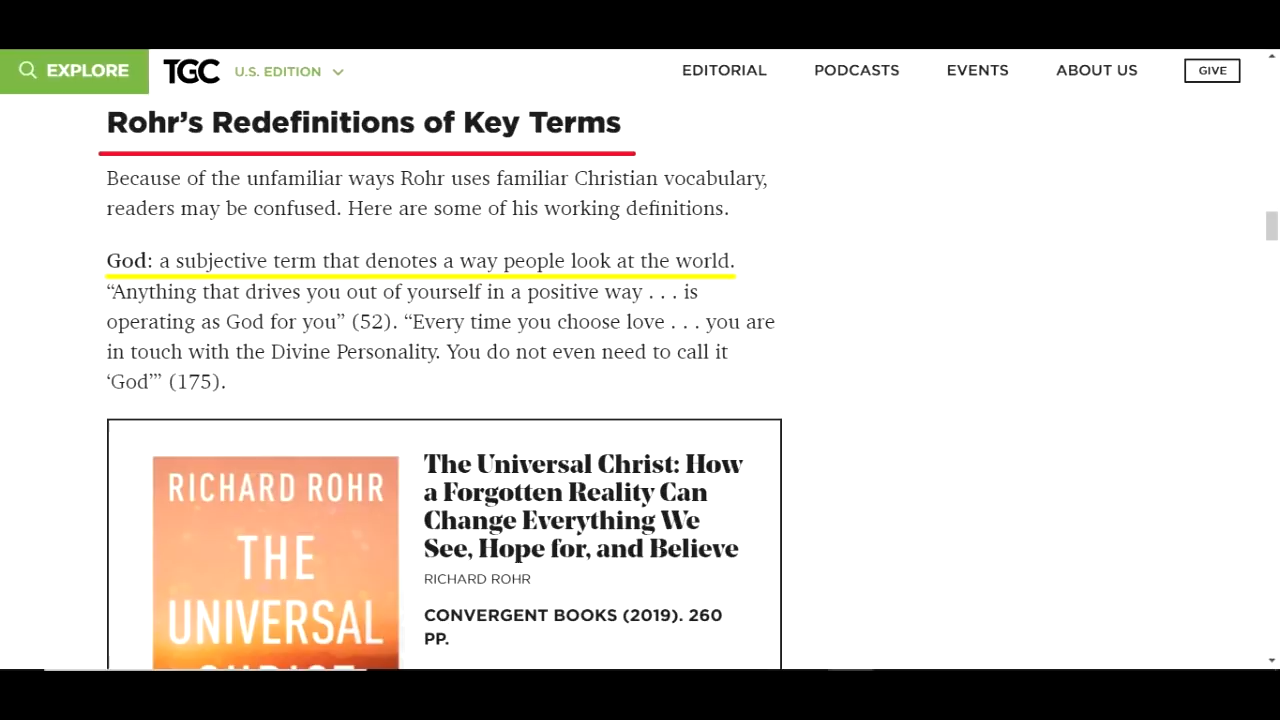 EXPLORE TGC U.S. EDITION EDITORIAL PODCASTS EVENTS ABOUT US GIVE
Rohr’s Redefinitions of Key Terms
Because of the unfamiliar ways Rohr uses familiar Christian vocabulary,
readers may be confused. Here are some of his working definitions.
God: a subjective term that denotes a way people look at the world.
“Anything that drives you out of yourself in a positive way . . . is
operating as God for you” (52). “Every time you choose love . . . you are
in touch with the Divine Personality. You do not even need to call it
‘God’” (175).
RICHARD ROHR
THE
UNIVERSAL
CHRIST
The Universal Christ: How
a Forgotten Reality Can
Change Everything We
See, Hope for, and Believe
RICHARD ROHR
CONVERGENT BOOKS (2019). 260
PP.